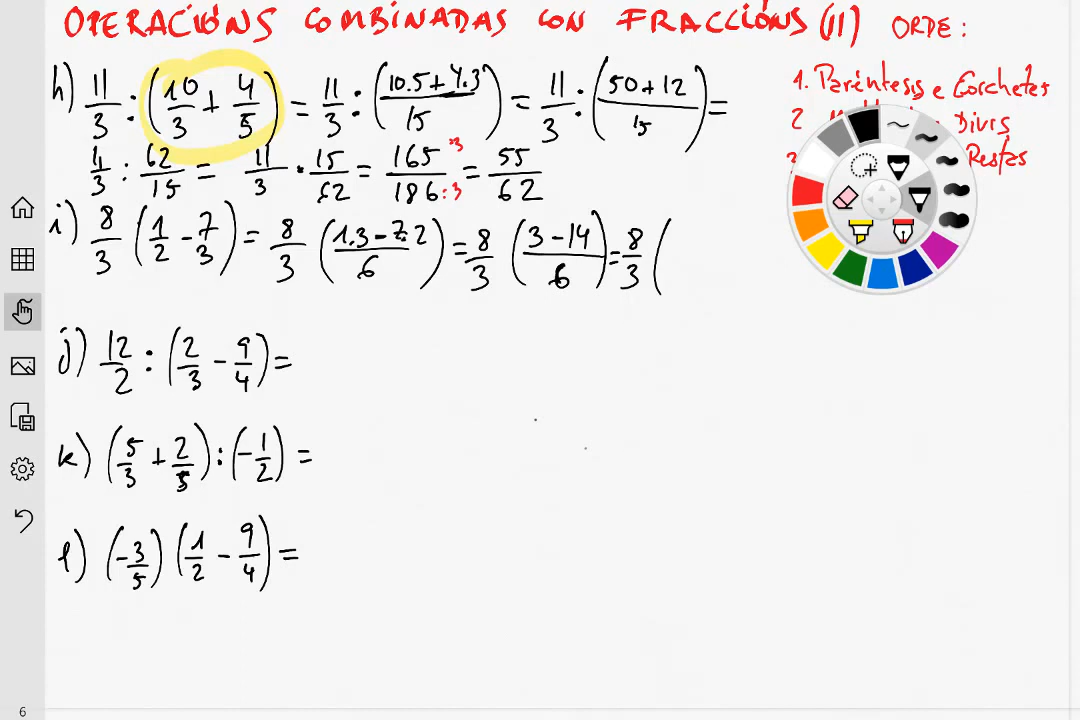 OPERACIÓNS COMBINADAS CON FRACCIÓNS (II) ORDE:
1. Paréntesis e Corchetes
2 Divis
Restas
h) 11/3 : (10/3 + 4/5) = 11/3 : (10.5 + 4.3 / 15) = 11/3 : (50+12 / 15) =
11/3 : 62/15 = 11/3 · 15/62 = 165/186 :3 :3 = 55/62
i) 8/3 (1/2 - 7/3) = 8/3 (1.3 - 7.2 / 6) = 8/3 (3 - 14 / 6) = 8/3 (
j) 12/2 : (2/3 - 9/4) =
k) (5/3 + 2/5) : (-1/2) =
l) (-3/5) (1/2 - 9/4) =
6